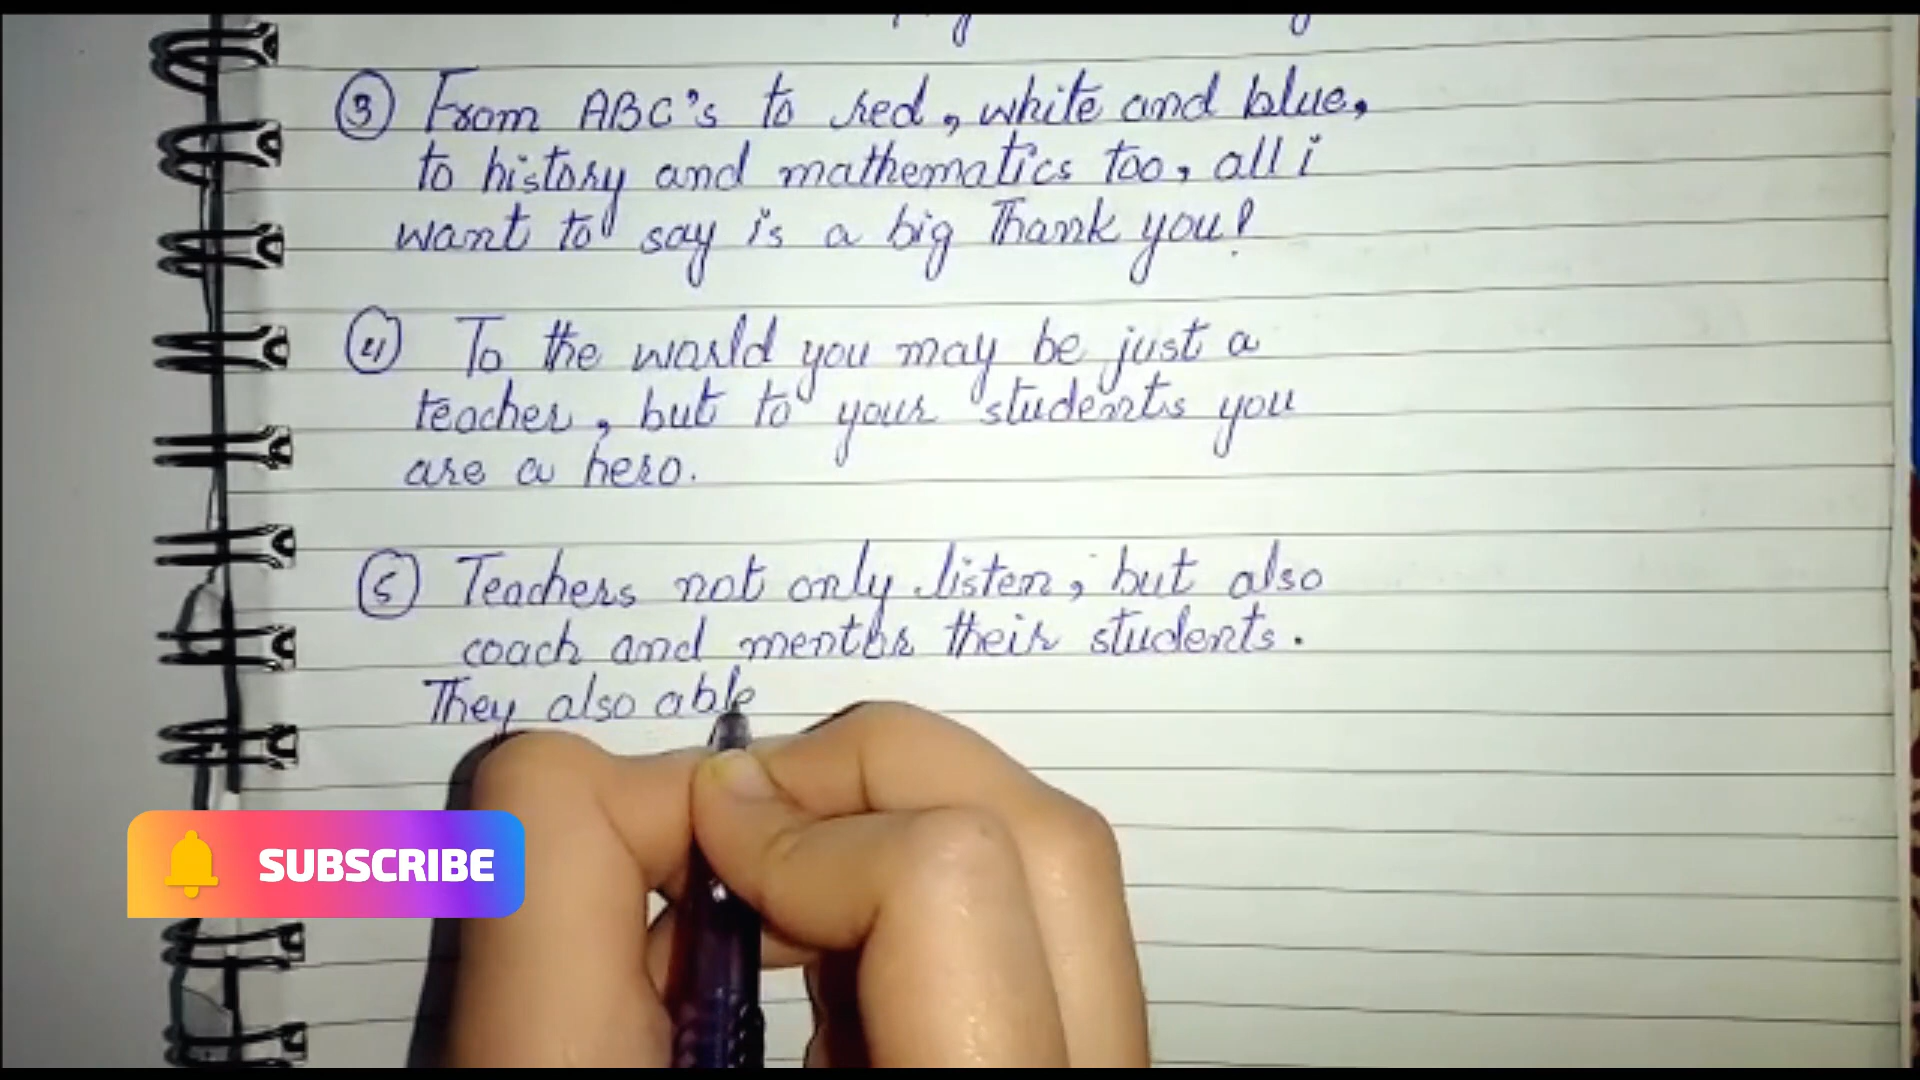 ③ From ABC's to red, white and blue,
to history and mathematics too, all i
want to say is a big Thank you!
④ To the world you may be just a
teacher, but to your students you
are a hero.
⑤ Teachers not only listen, but also
coach and mentor their students.
They also able
SUBSCRIBE